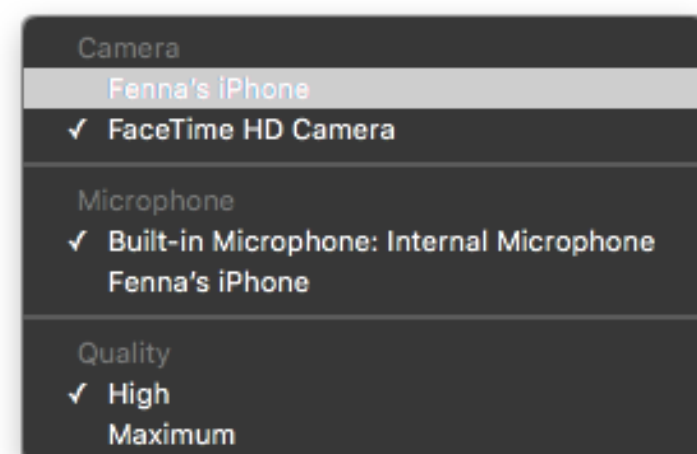 Camera
Fenna's iPhone
✓ FaceTime HD Camera
Microphone
✓ Built-in Microphone: Internal Microphone
Fenna's iPhone
Quality
✓ High
Maximum